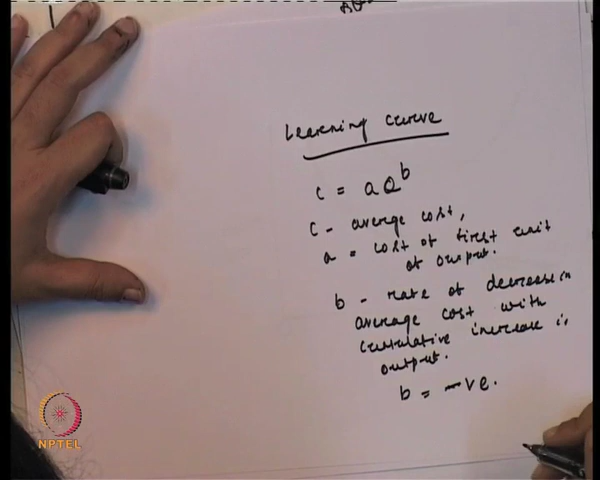 Learning curve
c = aQ^b
c - average cost,
a = cost of first unit
of output.
b - rate of decrease in
average cost with
cumulative increase in
output.
b = -ve.
NPTEL